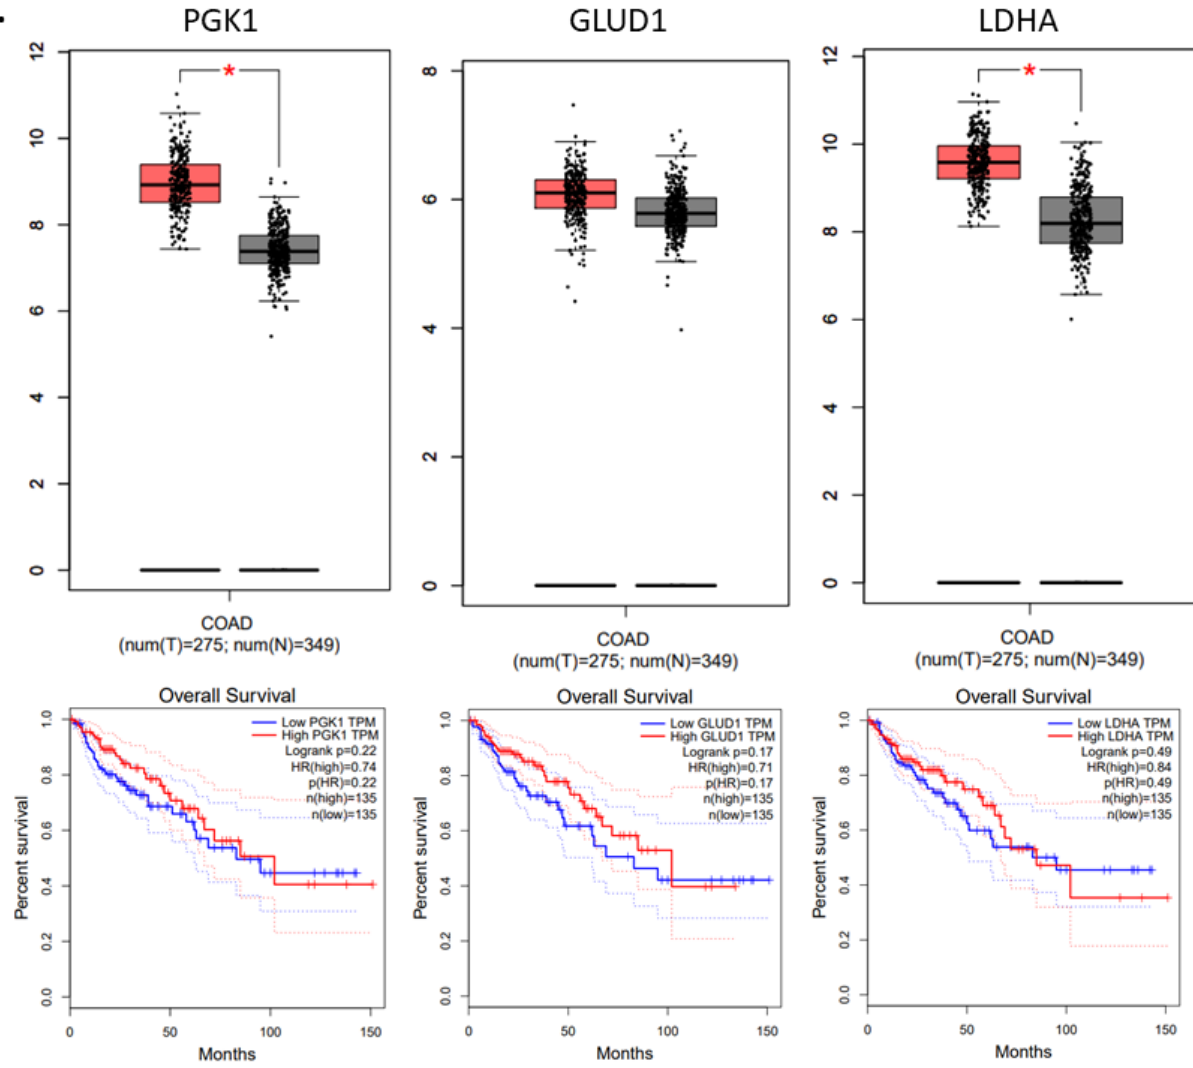 PGK1
12
10
8
6
4
2
0
*
COAD
(num(T)=275; num(N)=349)
GLUD1
8
6
4
2
0
COAD
(num(T)=275; num(N)=349)
LDHA
12
10
8
6
4
2
0
*
COAD
(num(T)=275; num(N)=349)
Overall Survival
Low PGK1 TPM
High PGK1 TPM
Logrank p=0.22
HR(high)=0.74
p(HR)=0.22
n(high)=135
n(low)=135
Percent survival
1.0
0.8
0.6
0.4
0.2
0.0
0 50 100 150
Months
Overall Survival
Low GLUD1 TPM
High GLUD1 TPM
Logrank p=0.17
HR(high)=0.71
p(HR)=0.17
n(high)=135
n(low)=135
Percent survival
1.0
0.8
0.6
0.4
0.2
0.0
0 50 100 150
Months
Overall Survival
Low LDHA TPM
High LDHA TPM
Logrank p=0.49
HR(high)=0.84
p(HR)=0.49
n(high)=135
n(low)=135
Percent survival
1.0
0.8
0.6
0.4
0.2
0.0
0 50 100 150
Months